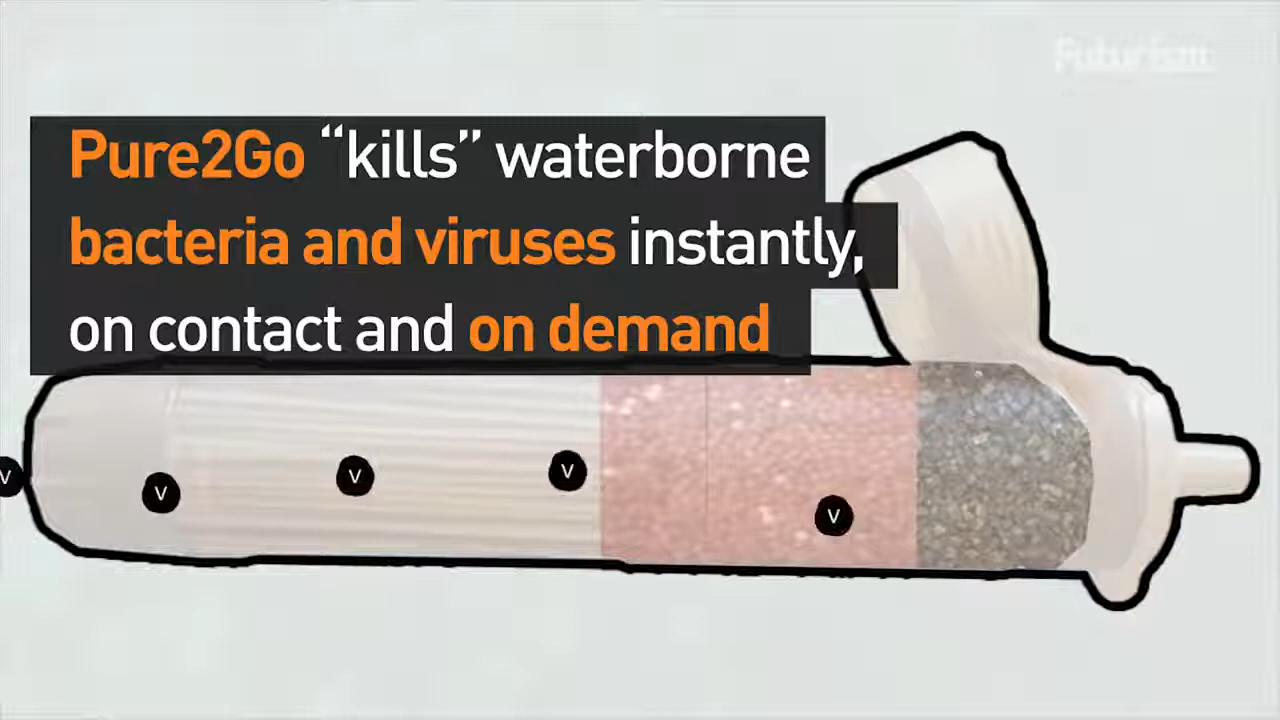 Futurism
Pure2Go “kills” waterborne
bacteria and viruses instantly,
on contact and on demand
V
V
V
V
V